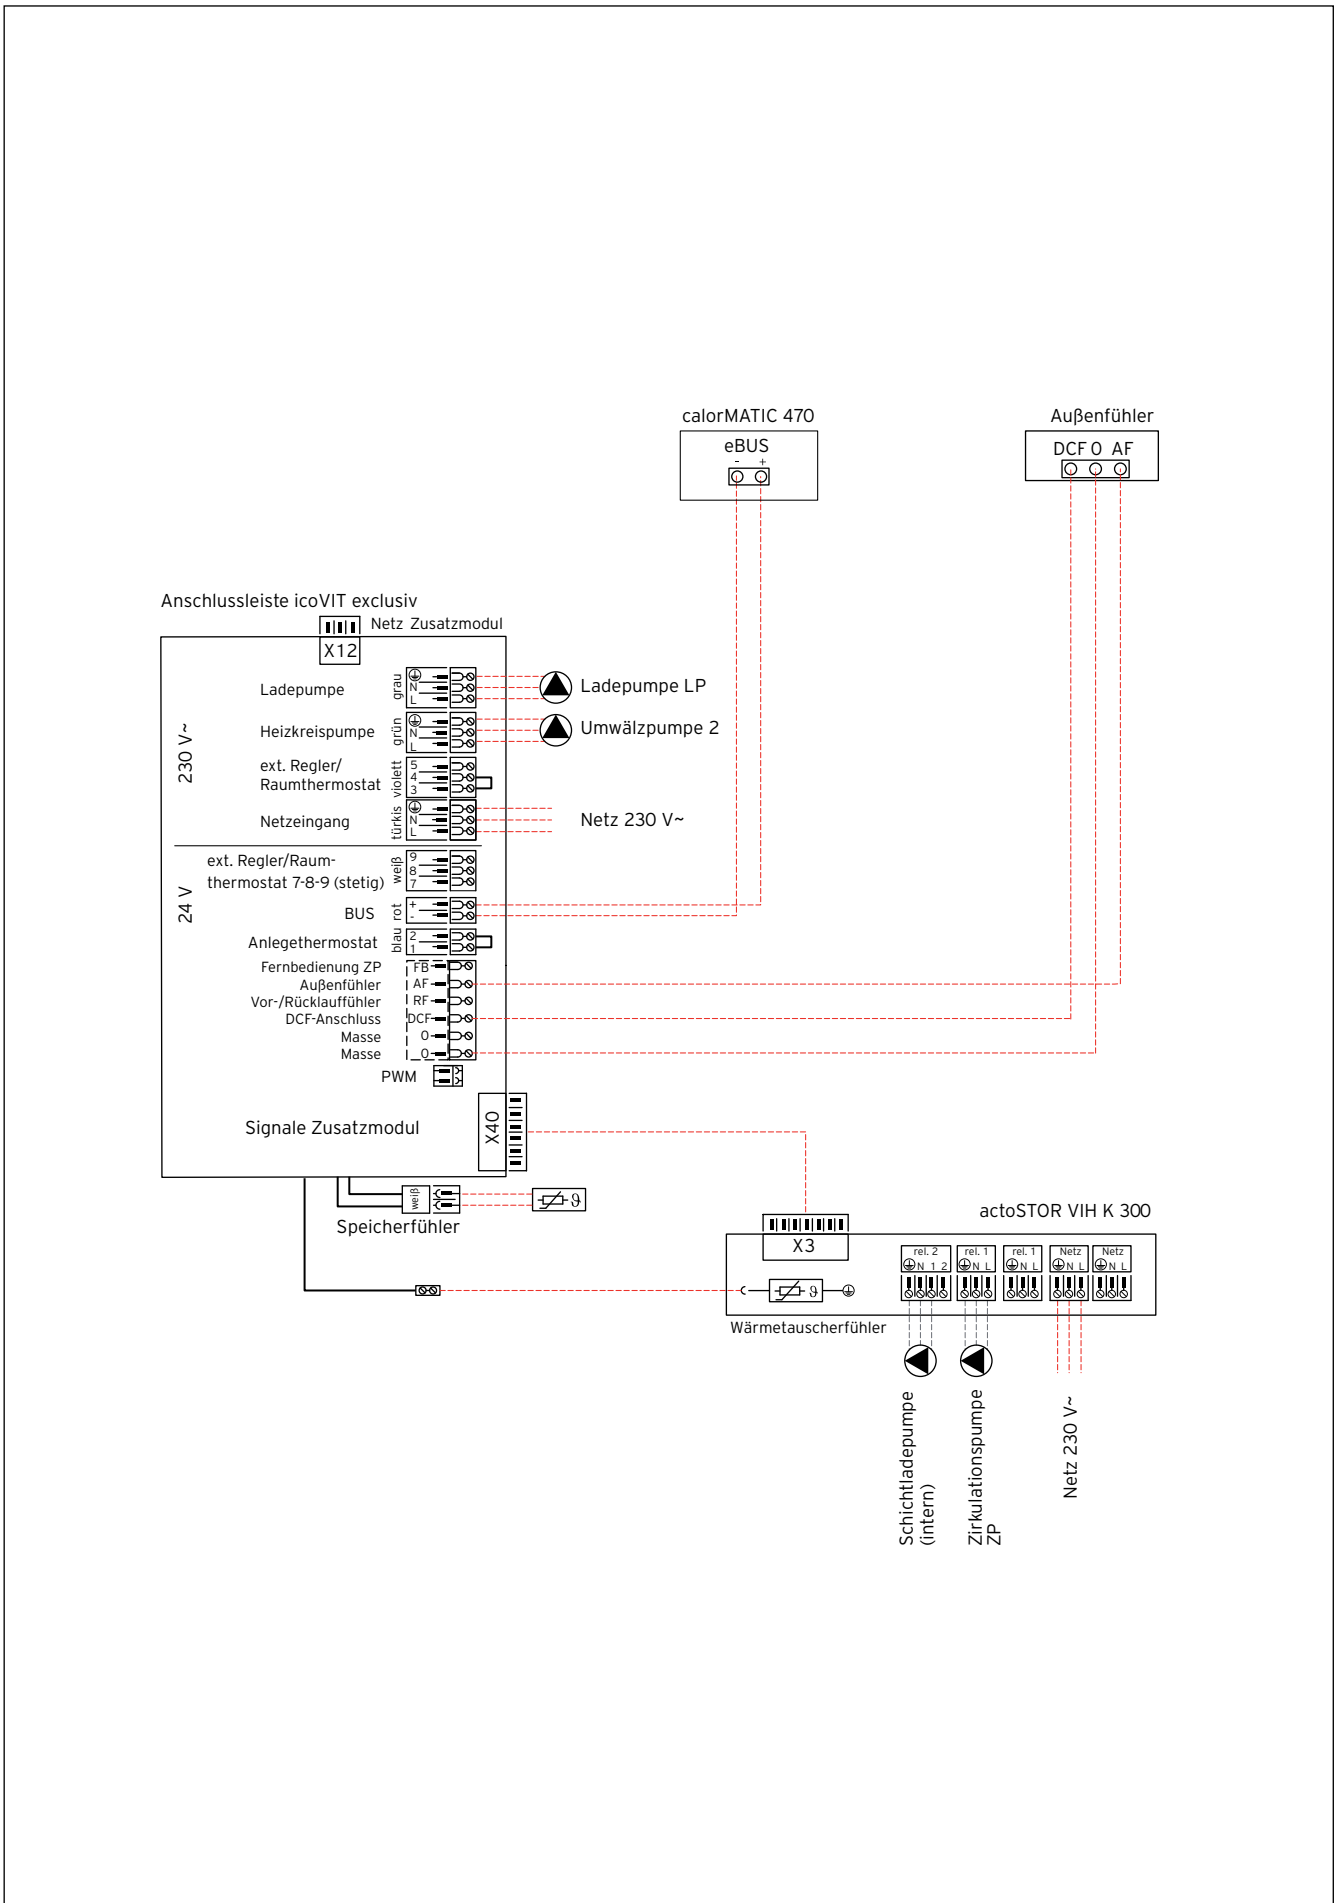 calorMATIC 470
eBUS
- +
Außenfühler
DCF 0 AF
Anschlussleiste icoVIT exclusiv
Netz Zusatzmodul
X12
230 V~
Ladepumpe
grau
N
L
Ladepumpe LP
Heizkreispumpe
grün
N
L
Umwälzpumpe 2
ext. Regler/
Raumthermostat
violett
5
4
3
Netzeingang
türkis
N
L
Netz 230 V~
24 V
ext. Regler/Raum-
thermostat 7-8-9 (stetig)
weiß
9
8
7
BUS
rot
+
-
Anlegethermostat
blau
2
1
Fernbedienung ZP FB
Außenfühler AF
Vor-/Rücklauffühler RF
DCF-Anschluss DCF
Masse 0
Masse 0
PWM
Signale Zusatzmodul
X40
weiß
ϑ
Speicherfühler
actoSTOR VIH K 300
X3
rel. 2
N 1 2
rel. 1
N L
rel. 1
N L
Netz
N L
Netz
N L
ϑ
Wärmetauscherfühler
Schichtladepumpe
(intern)
Zirkulationspumpe
ZP
Netz 230 V~